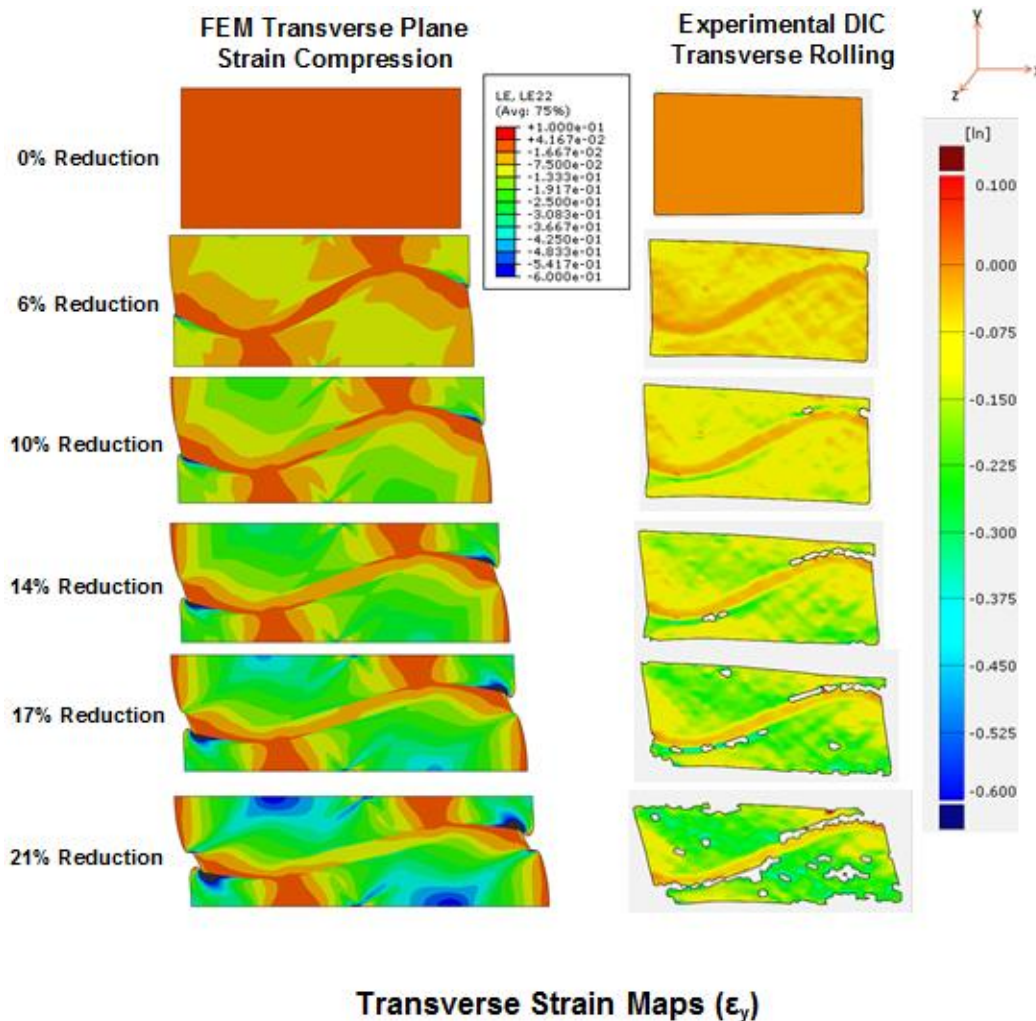 FEM Transverse Plane
Strain Compression
Experimental DIC
Transverse Rolling
y
x
z
LE, LE22
(Avg: 75%)
+1.000e-01
+4.167e-02
-1.667e-02
-7.500e-02
-1.333e-01
-1.917e-01
-2.500e-01
-3.083e-01
-3.667e-01
-4.250e-01
-4.833e-01
-5.417e-01
-6.000e-01
[ln]
0.100
0.000
-0.075
-0.150
-0.225
-0.300
-0.375
-0.450
-0.525
-0.600
0% Reduction
6% Reduction
10% Reduction
14% Reduction
17% Reduction
21% Reduction
Transverse Strain Maps (εy)